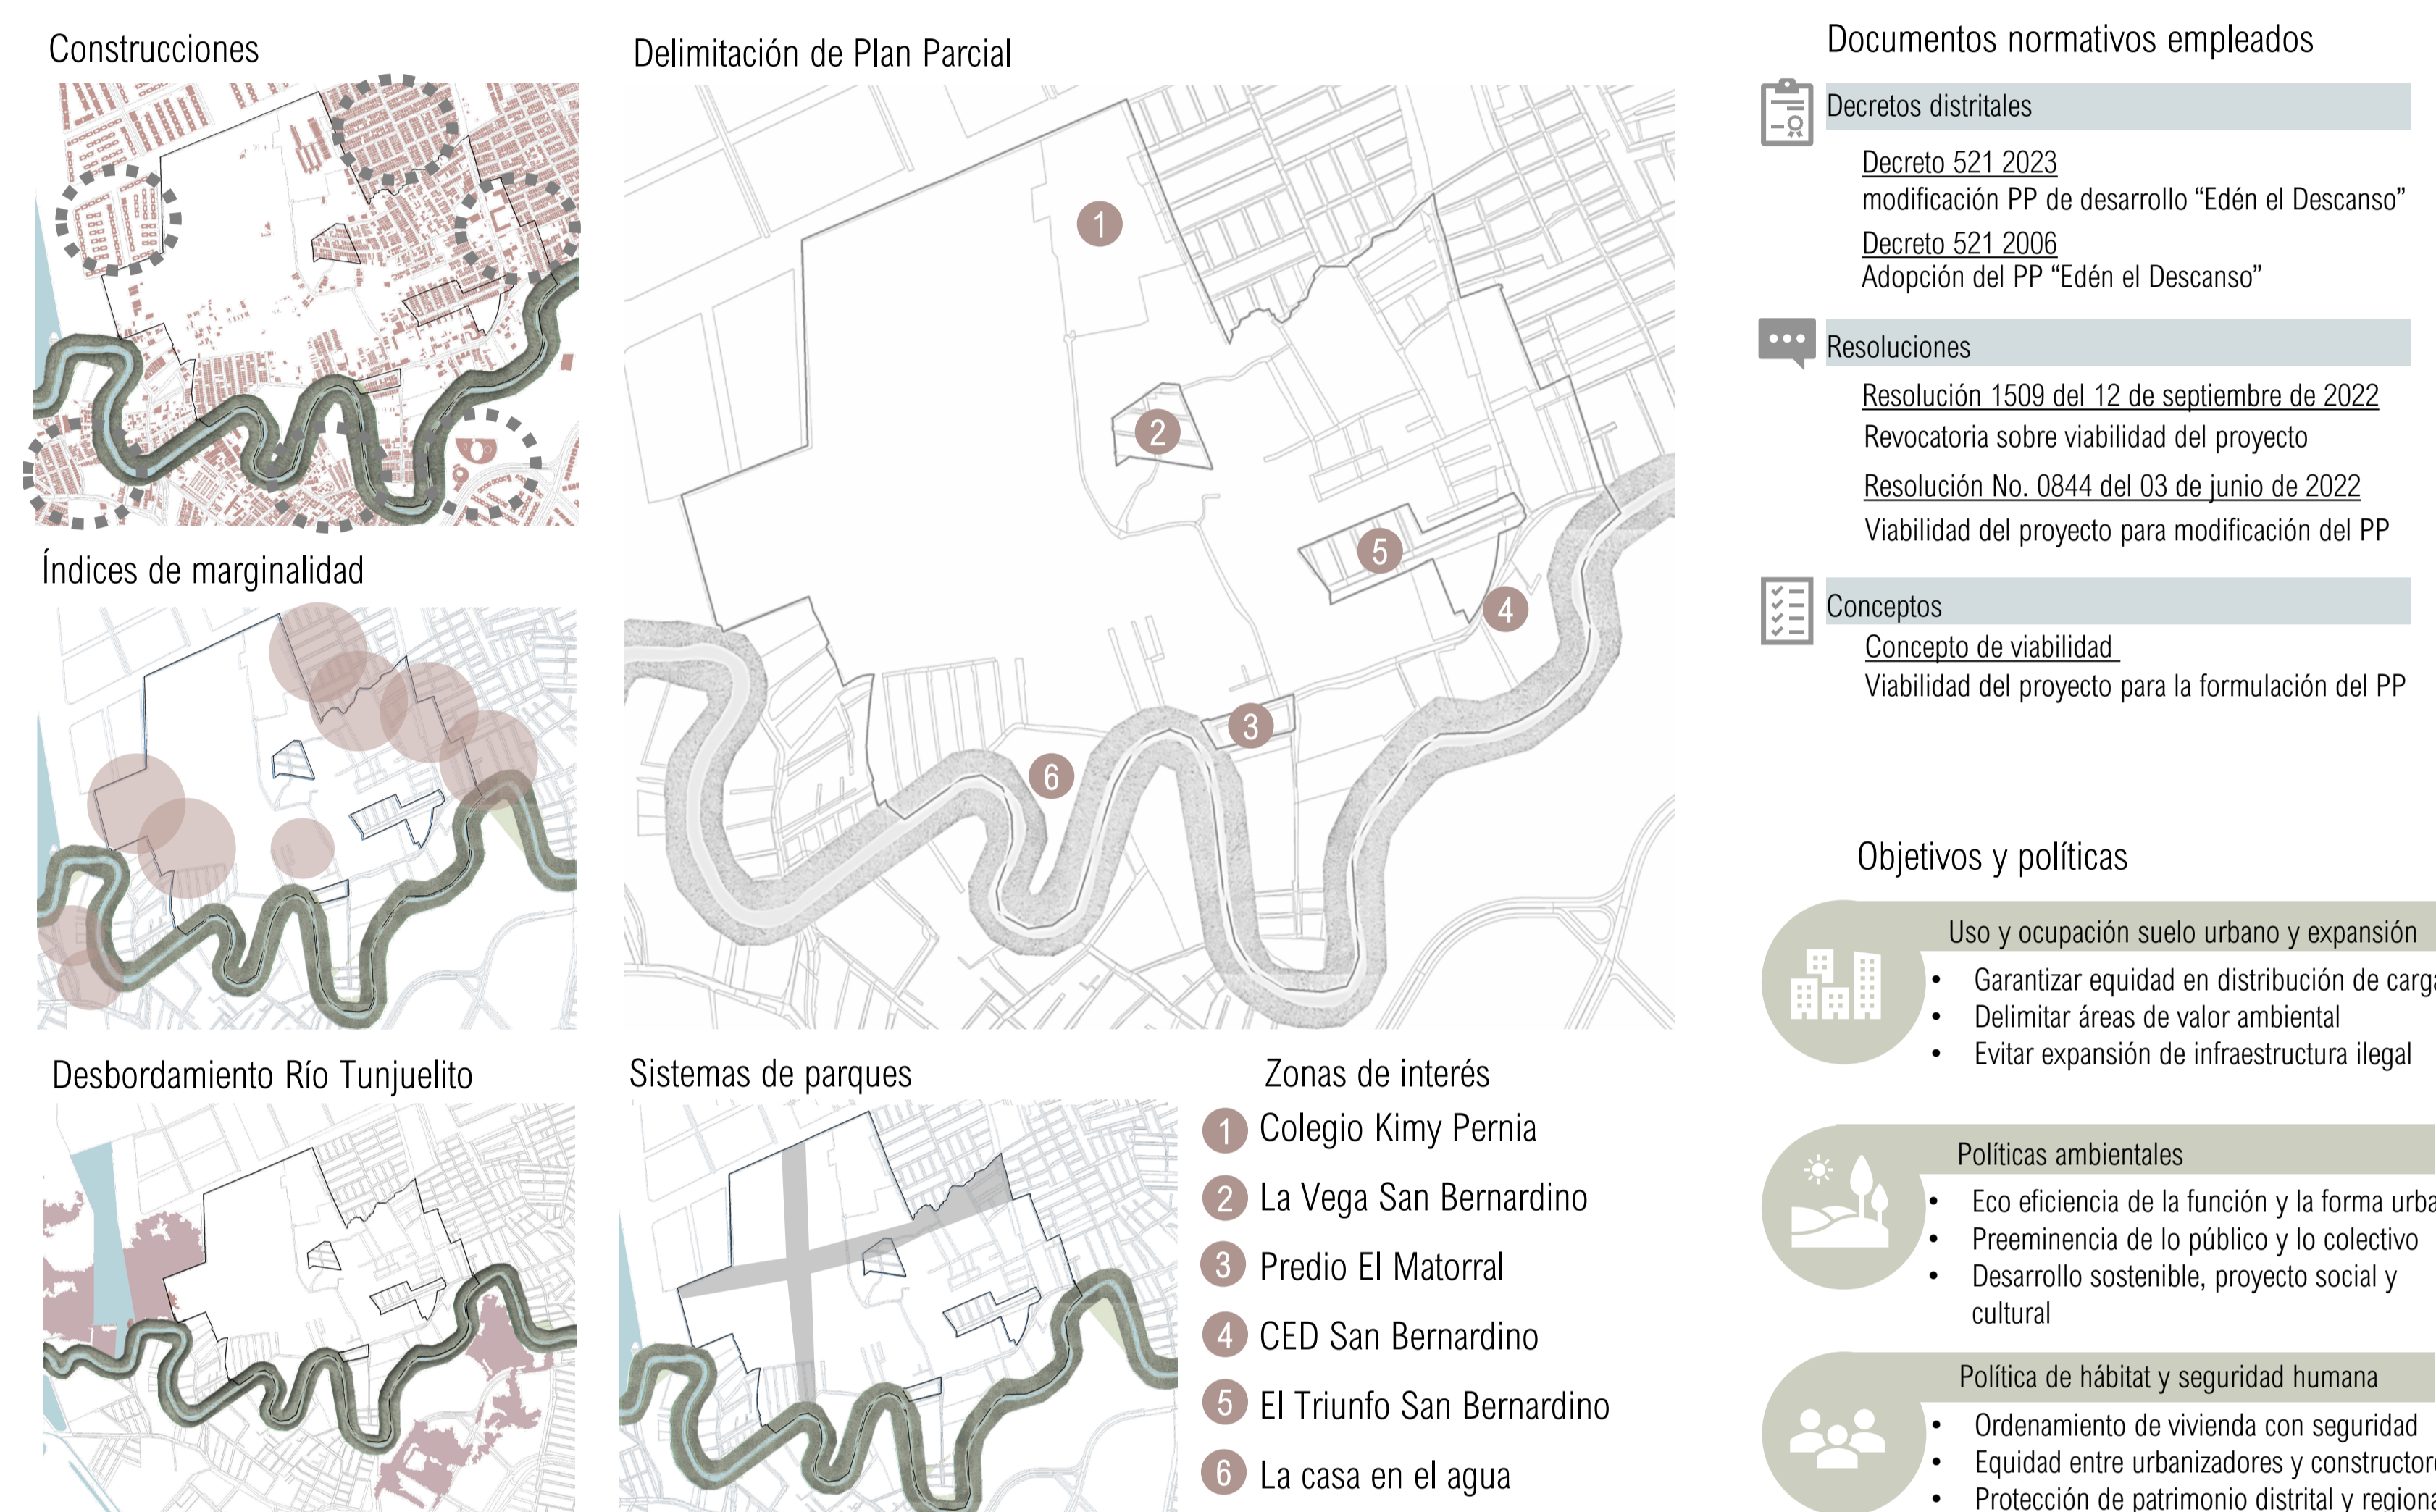 Construcciones
Índices de marginalidad
Desbordamiento Río Tunjuelito
Delimitación de Plan Parcial
1
2
5
4
3
6
Sistemas de parques
Zonas de interés
1 Colegio Kimy Pernia
2 La Vega San Bernardino
3 Predio El Matorral
4 CED San Bernardino
5 El Triunfo San Bernardino
6 La casa en el agua
Documentos normativos empleados
Decretos distritales
Decreto 521 2023
modificación PP de desarrollo “Edén el Descanso”
Decreto 521 2006
Adopción del PP “Edén el Descanso”
Resoluciones
Resolución 1509 del 12 de septiembre de 2022
Revocatoria sobre viabilidad del proyecto
Resolución No. 0844 del 03 de junio de 2022
Viabilidad del proyecto para modificación del PP
Conceptos
Concepto de viabilidad
Viabilidad del proyecto para la formulación del PP
Objetivos y políticas
Uso y ocupación suelo urbano y expansión
• Garantizar equidad en distribución de carga
• Delimitar áreas de valor ambiental
• Evitar expansión de infraestructura ilegal
Políticas ambientales
• Eco eficiencia de la función y la forma urba
• Preeminencia de lo público y lo colectivo
• Desarrollo sostenible, proyecto social y
cultural
Política de hábitat y seguridad humana
• Ordenamiento de vivienda con seguridad
• Equidad entre urbanizadores y constructor
• Protección de patrimonio distrital y region